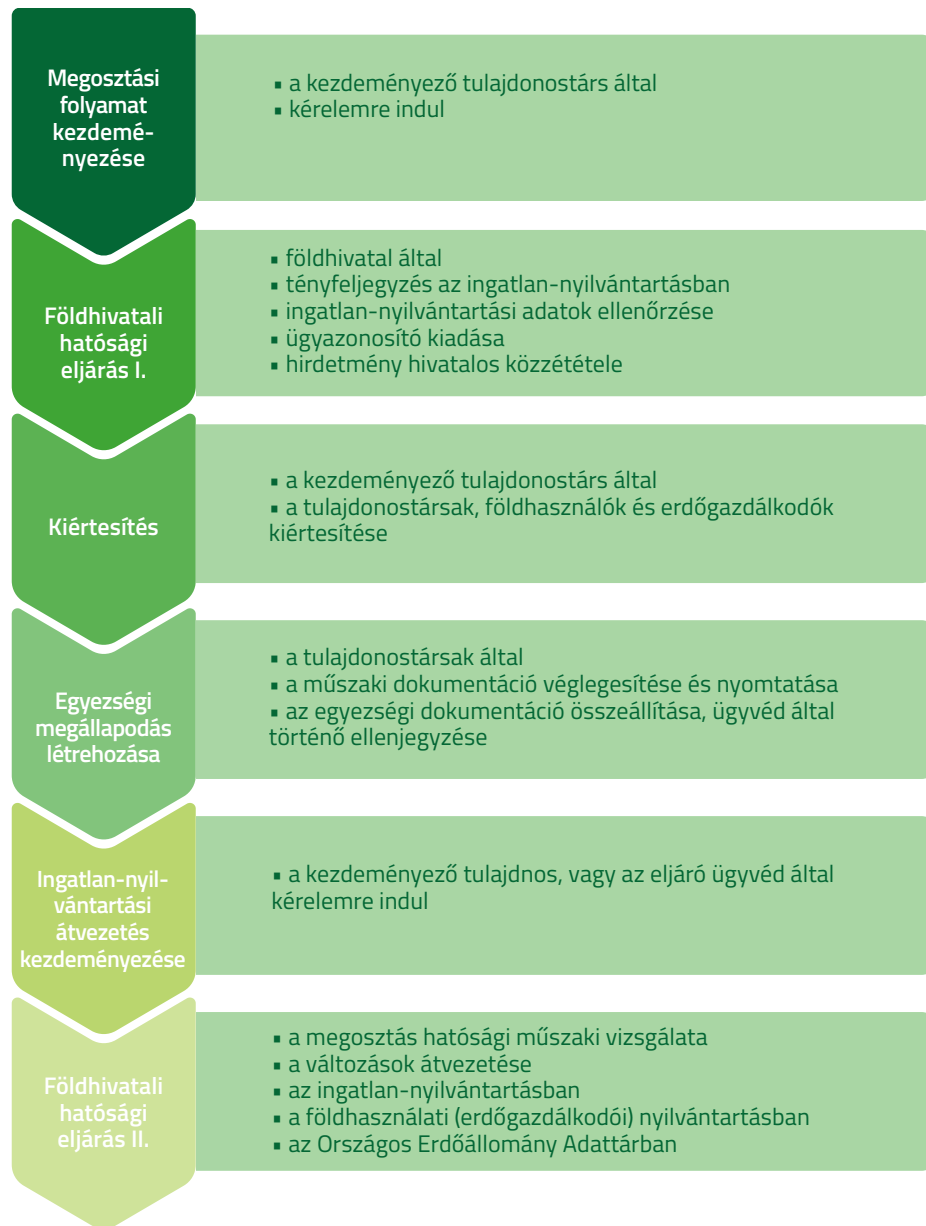 Megosztási
folyamat
kezdemé-
nyezése
▪ a kezdeményező tulajdonostárs által
▪ kérelemre indul
Földhivatali
hatósági
eljárás I.
▪ földhivatal által
▪ tényfeljegyzés az ingatlan-nyilvántartásban
▪ ingatlan-nyilvántartási adatok ellenőrzése
▪ ügyazonosító kiadása
▪ hirdetmény hivatalos közzététele
Kiértesítés
▪ a kezdeményező tulajdonostárs által
▪ a tulajdonostársak, földhasználók és erdőgazdálkodók
kiértesítése
Egyezségi
megállapodás
létrehozása
▪ a tulajdonostársak által
▪ a műszaki dokumentáció véglegesítése és nyomtatása
▪ az egyezségi dokumentáció összeállítása, ügyvéd által
történő ellenjegyzése
Ingatlan-nyil-
vántartási
átvezetés
kezdeményezése
▪ a kezdeményező tulajdnos, vagy az eljáró ügyvéd által
kérelemre indul
Földhivatali
hatósági
eljárás II.
▪ a megosztás hatósági műszaki vizsgálata
▪ a változások átvezetése
▪ az ingatlan-nyilvántartásban
▪ a földhasználati (erdőgazdálkodói) nyilvántartásban
▪ az Országos Erdőállomány Adattárban